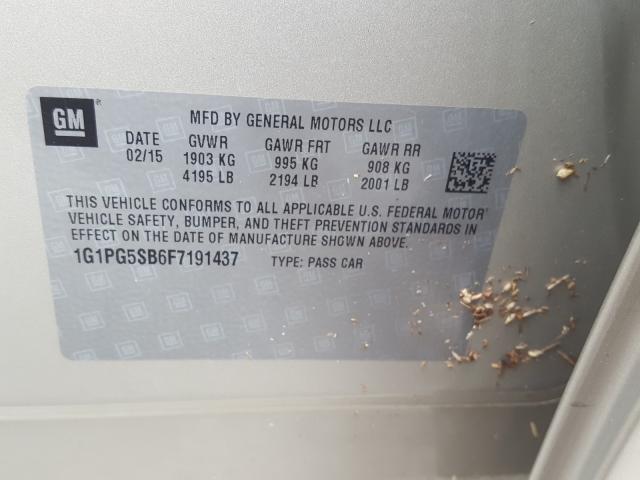 GM
MFD BY GENERAL MOTORS LLC
DATE GVWR GAWR FRT GAWR RR
02/15 1903 KG 995 KG 908 KG
4195 LB 2194 LB 2001 LB
THIS VEHICLE CONFORMS TO ALL APPLICABLE U.S. FEDERAL MOTOR
VEHICLE SAFETY, BUMPER, AND THEFT PREVENTION STANDARDS IN
EFFECT ON THE DATE OF MANUFACTURE SHOWN ABOVE.
1G1PG5SB6F7191437 TYPE: PASS CAR